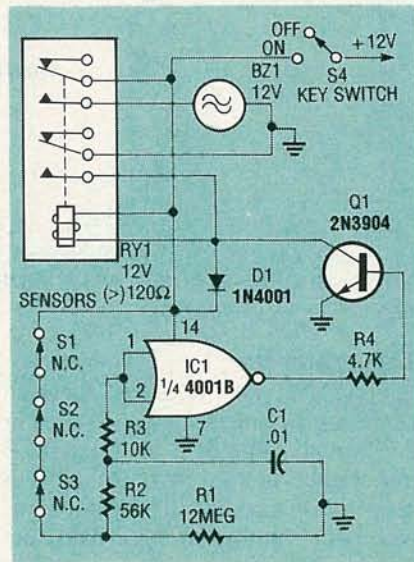 OFF
ON
+12V
BZ1
12V
S4
KEY SWITCH
Q1
2N3904
RY1
12V
(>)120Ω
D1
1N4001
SENSORS
S1
N.C.
14
1
2
IC1
1/4 4001B
7
R4
4.7K
S2
N.C.
R3
10K
C1
.01
S3
N.C.
R2
56K
R1
12MEG